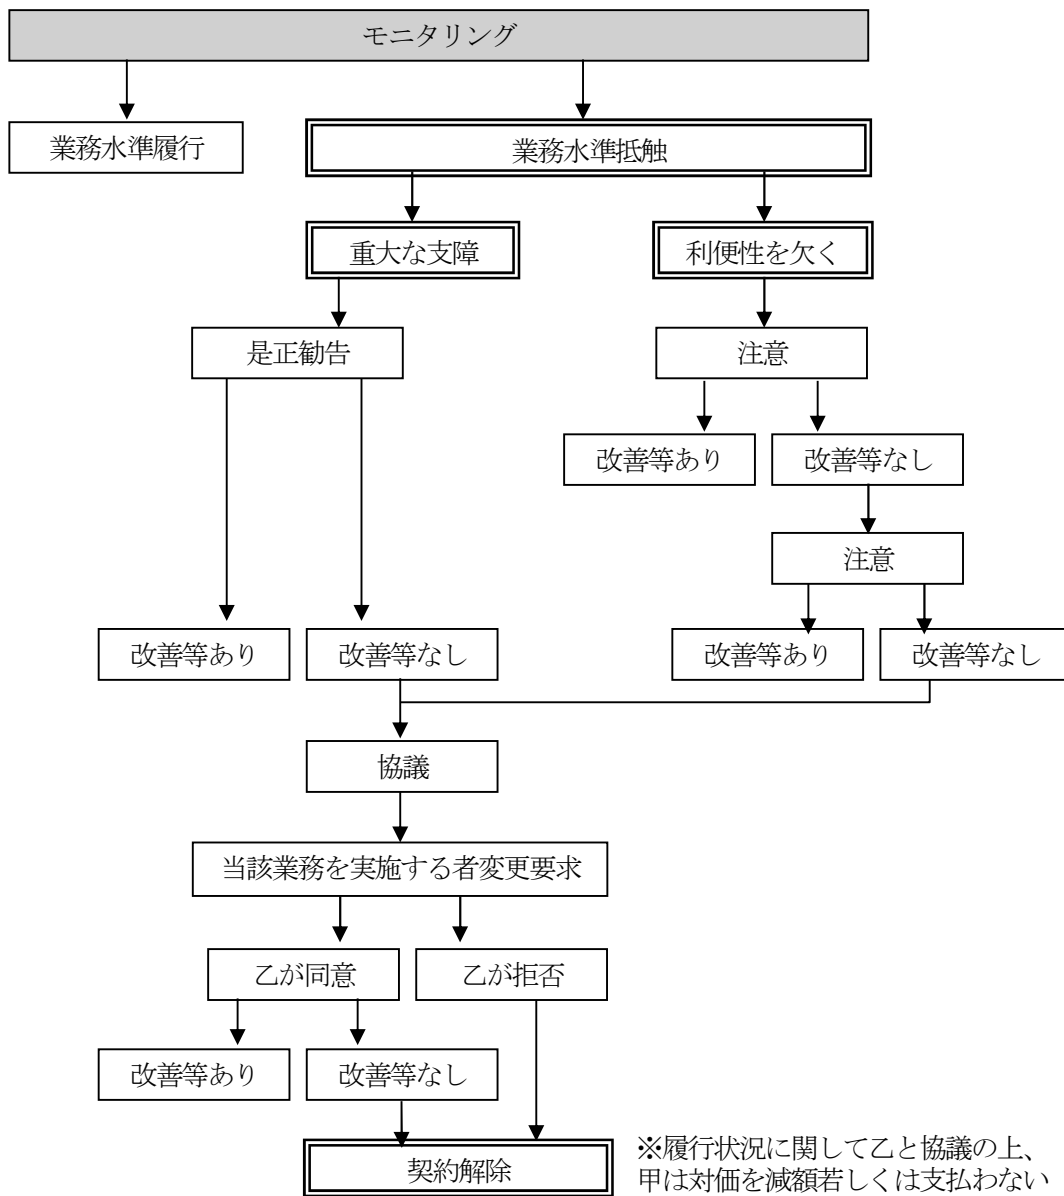 モニタリング
業務水準履行
業務水準抵触
重大な支障
利便性を欠く
是正勧告
注意
改善等あり
改善等なし
注意
改善等あり
改善等なし
改善等あり
改善等なし
協議
当該業務を実施する者変更要求
乙が同意
乙が拒否
改善等あり
改善等なし
契約解除
※履行状況に関して乙と協議の上、
甲は対価を減額若しくは支払わない